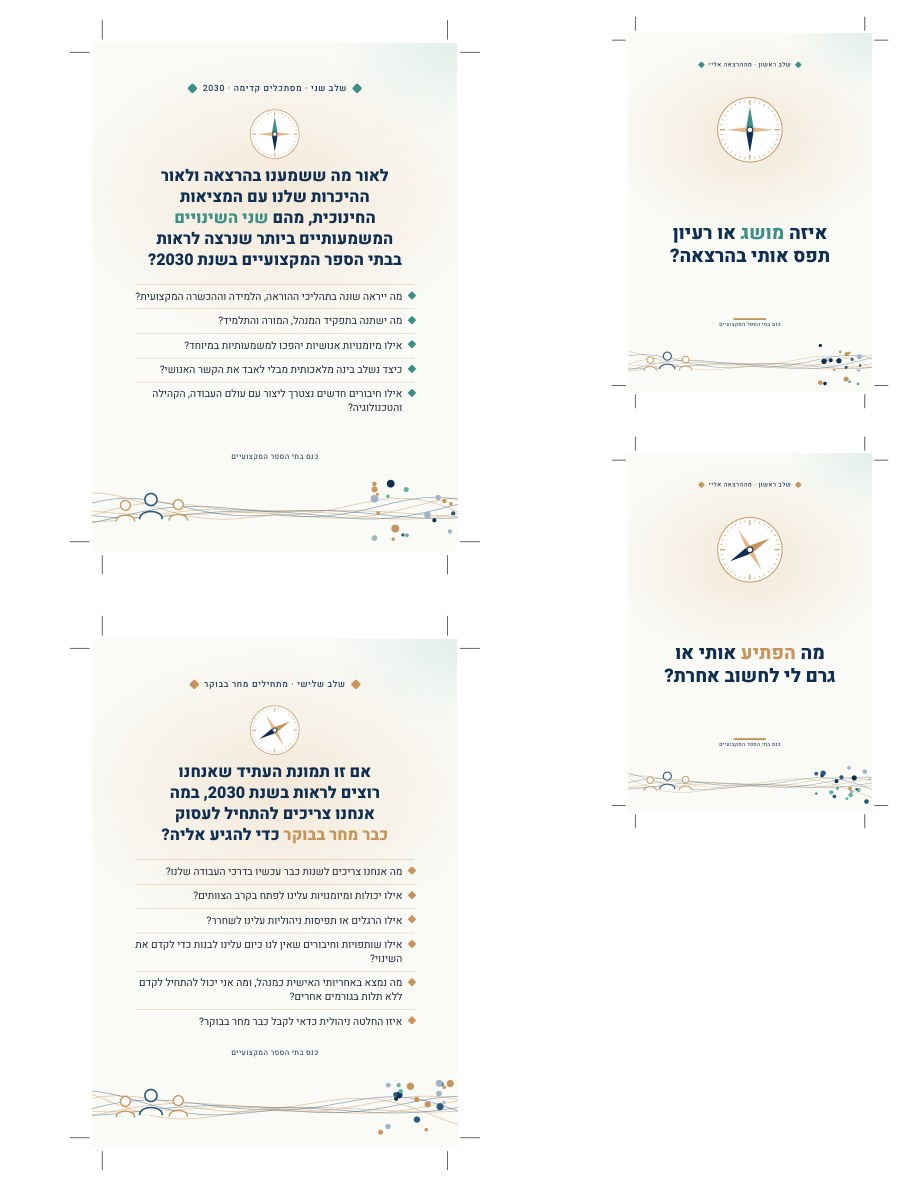 שלב שני · מסתכלים קדימה · 2030
לאור מה ששמענו בהרצאה ולאור
ההיכרות שלנו עם המציאות
החינוכית, מהם שני השינויים
המשמעותיים ביותר שנרצה לראות
בבתי הספר המקצועיים בשנת 2030?
מה ייראה שונה בתהליכי ההוראה, הלמידה וההכשרה המקצועית?
מה ישתנה בתפקיד המנהל, המורה והתלמיד?
אילו מיומנויות אנושיות יהפכו למשמעותיות במיוחד?
כיצד נשלב בינה מלאכותית מבלי לאבד את הקשר האנושי?
אילו חיבורים חדשים נצטרך ליצור עם עולם העבודה, הקהילה
והטכנולוגיה?
כנס בתי הספר המקצועיים
שלב ראשון · מההרצאה אליי
איזה מושג או רעיון
תפס אותי בהרצאה?
כנס בתי הספר המקצועיים
שלב ראשון · מההרצאה אליי
מה הפתיע אותי או
גרם לי לחשוב אחרת?
כנס בתי הספר המקצועיים
שלב שלישי · מתחילים מחר בבוקר
אם זו תמונת העתיד שאנחנו
רוצים לראות בשנת 2030, במה
אנחנו צריכים להתחיל לעסוק
כבר מחר בבוקר כדי להגיע אליה?
מה אנחנו צריכים לשנות כבר עכשיו בדרכי העבודה שלנו?
אילו יכולות ומיומנויות עלינו לפתח בקרב הצוותים?
אילו הרגלים או תפיסות ניהוליות עלינו לשחרר?
אילו שותפויות וחיבורים שאין לנו כיום עלינו לבנות כדי לקדם את
השינוי?
מה נמצא באחריותי האישית כמנהל, ומה אני יכול להתחיל לקדם
ללא תלות בגורמים אחרים?
איזו החלטה ניהולית כדאי לקבל כבר מחר בבוקר?
כנס בתי הספר המקצועיים